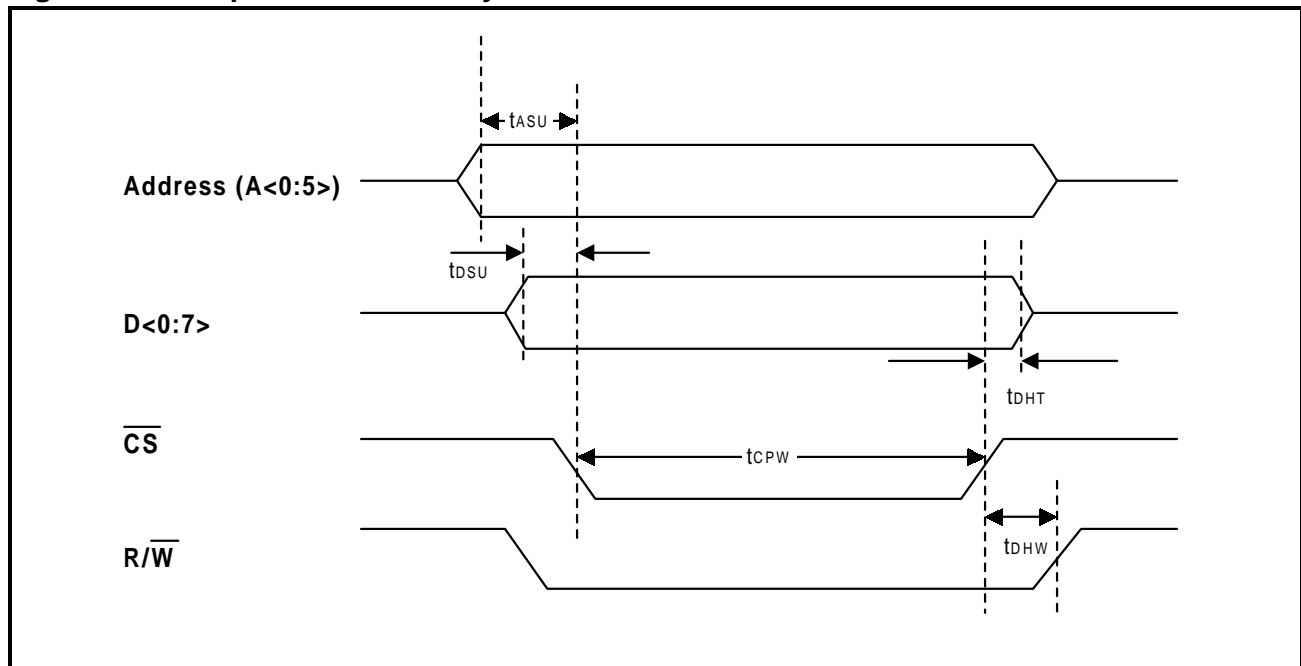 tASU
Address (A<0:5>)
tDSU
D<0:7>
tDHT
CS
tCPW
R/W
tDHW